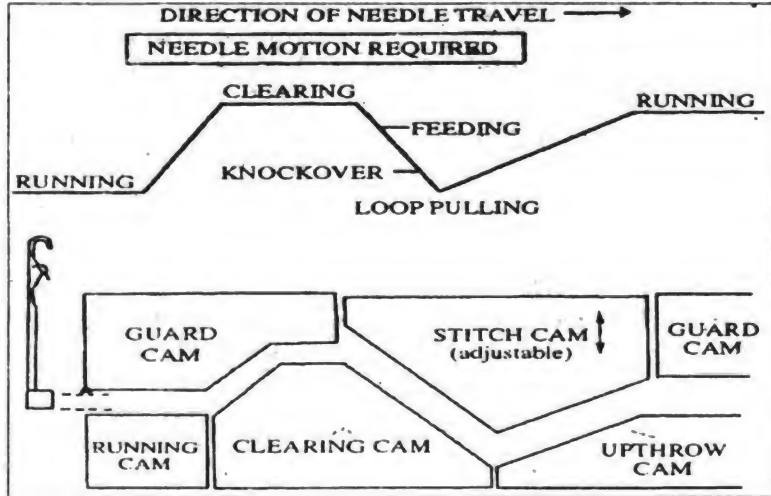 DIRECTION OF NEEDLE TRAVEL
NEEDLE MOTION REQUIRED
CLEARING
RUNNING
FEEDING
KNOCKOVER
RUNNING
LOOP PULLING
GUARD
CAM
STITCH CAM
(adjustable)
GUARD
CAM
RUNNING
CAM
CLEARING CAM
UPTHROW
CAM